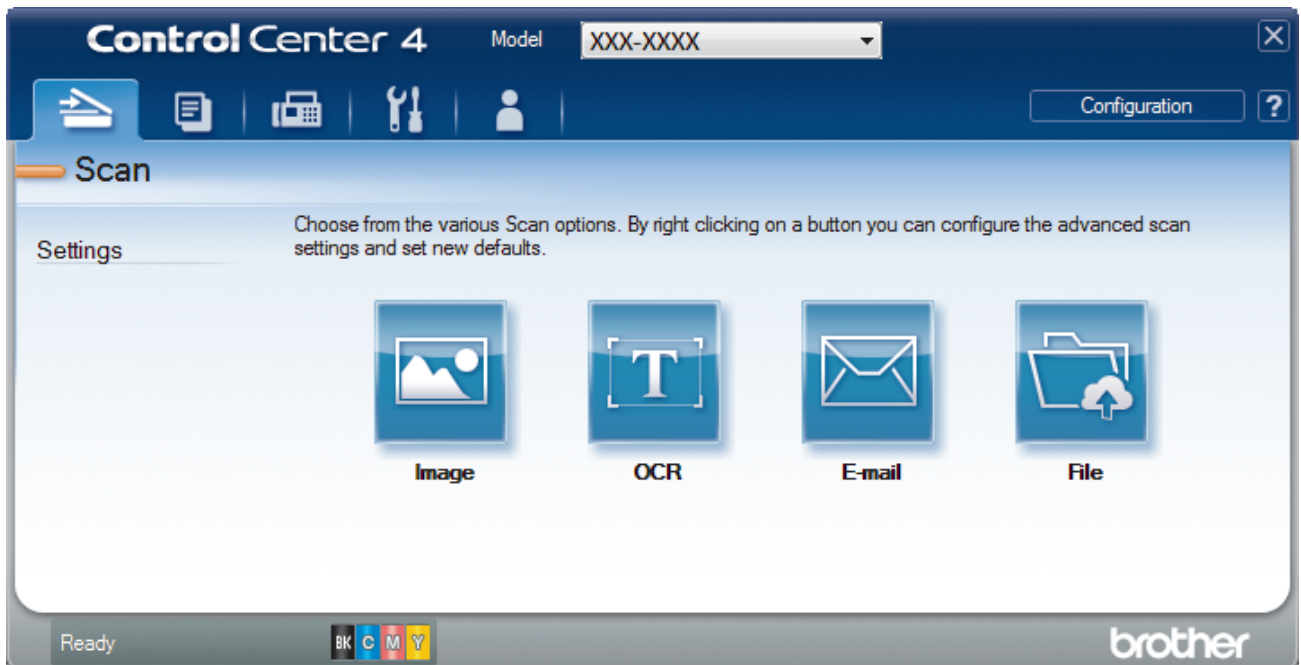 Control Center 4 Model XXX-XXXX
Configuration ?
Scan
Settings
Choose from the various Scan options. By right clicking on a button you can configure the advanced scan
settings and set new defaults.
T
Image OCR E-mail File
Ready BK C M Y brother